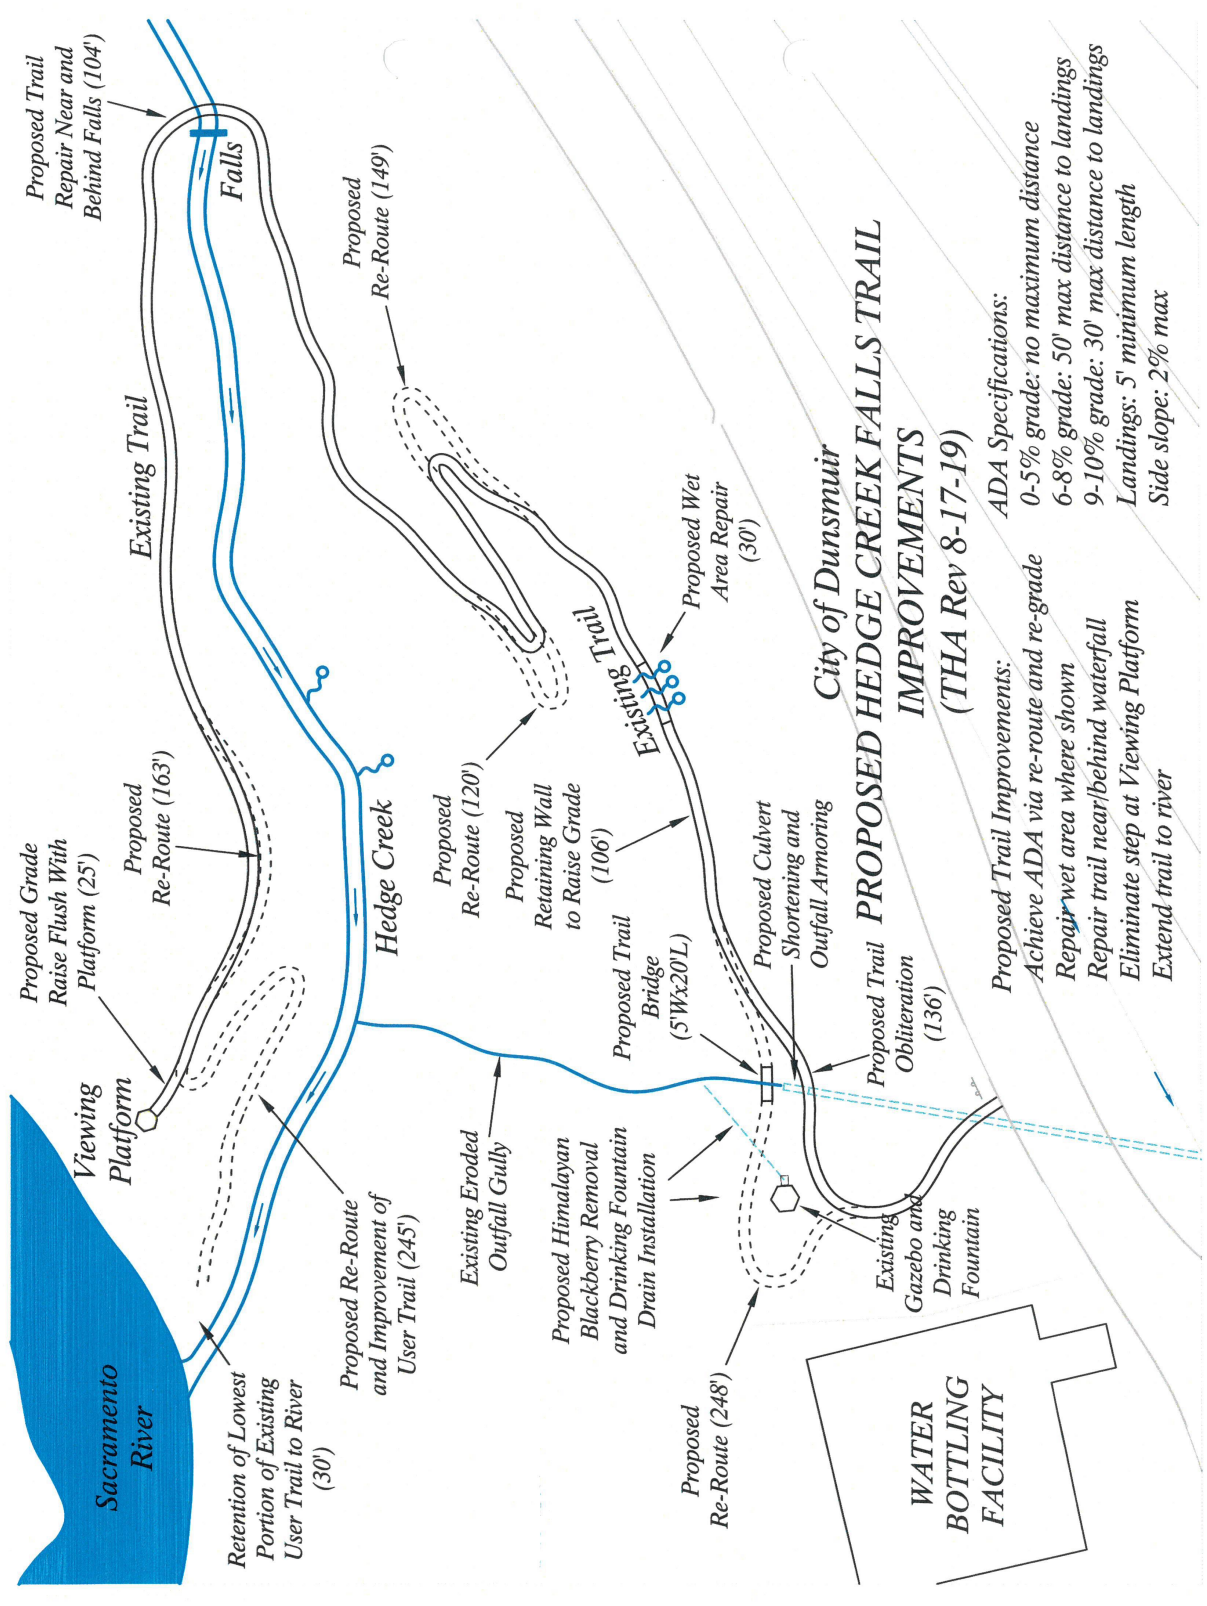 Sacramento
River
Viewing
Platform
Proposed Grade
Raise Flush With
Platform (25')
Proposed
Re-Route (163')
Existing Trail
Proposed Trail
Repair Near and
Behind Falls (104')
Falls
Retention of Lowest
Portion of Existing
User Trail to River
(30')
Proposed Re-Route
and Improvement of
User Trail (245')
Hedge Creek
Proposed
Re-Route (149')
Existing Eroded
Outfall Gully
Proposed
Re-Route (120')
Proposed
Retaining Wall
to Raise Grade
(106')
Existing Trail
Proposed Wet
Area Repair
(30')
Proposed Himalayan
Blackberry Removal
and Drinking Fountain
Drain Installation
Proposed Trail
Bridge
(5'Wx20'L)
Proposed Culvert
Shortening and
Outfall Armoring
Proposed
Re-Route (248')
Existing
Gazebo and
Drinking
Fountain
Proposed Trail
Obliteration
(136')
WATER
BOTTLING
FACILITY
City of Dunsmuir
PROPOSED HEDGE CREEK FALLS TRAIL
IMPROVEMENTS
(THA Rev 8-17-19)
Proposed Trail Improvements:
Achieve ADA via re-route and re-grade
Repair wet area where shown
Repair trail near/behind waterfall
Eliminate step at Viewing Platform
Extend trail to river
ADA Specifications:
0-5% grade: no maximum distance
6-8% grade: 50' max distance to landings
9-10% grade: 30' max distance to landings
Landings: 5' minimum length
Side slope: 2% max